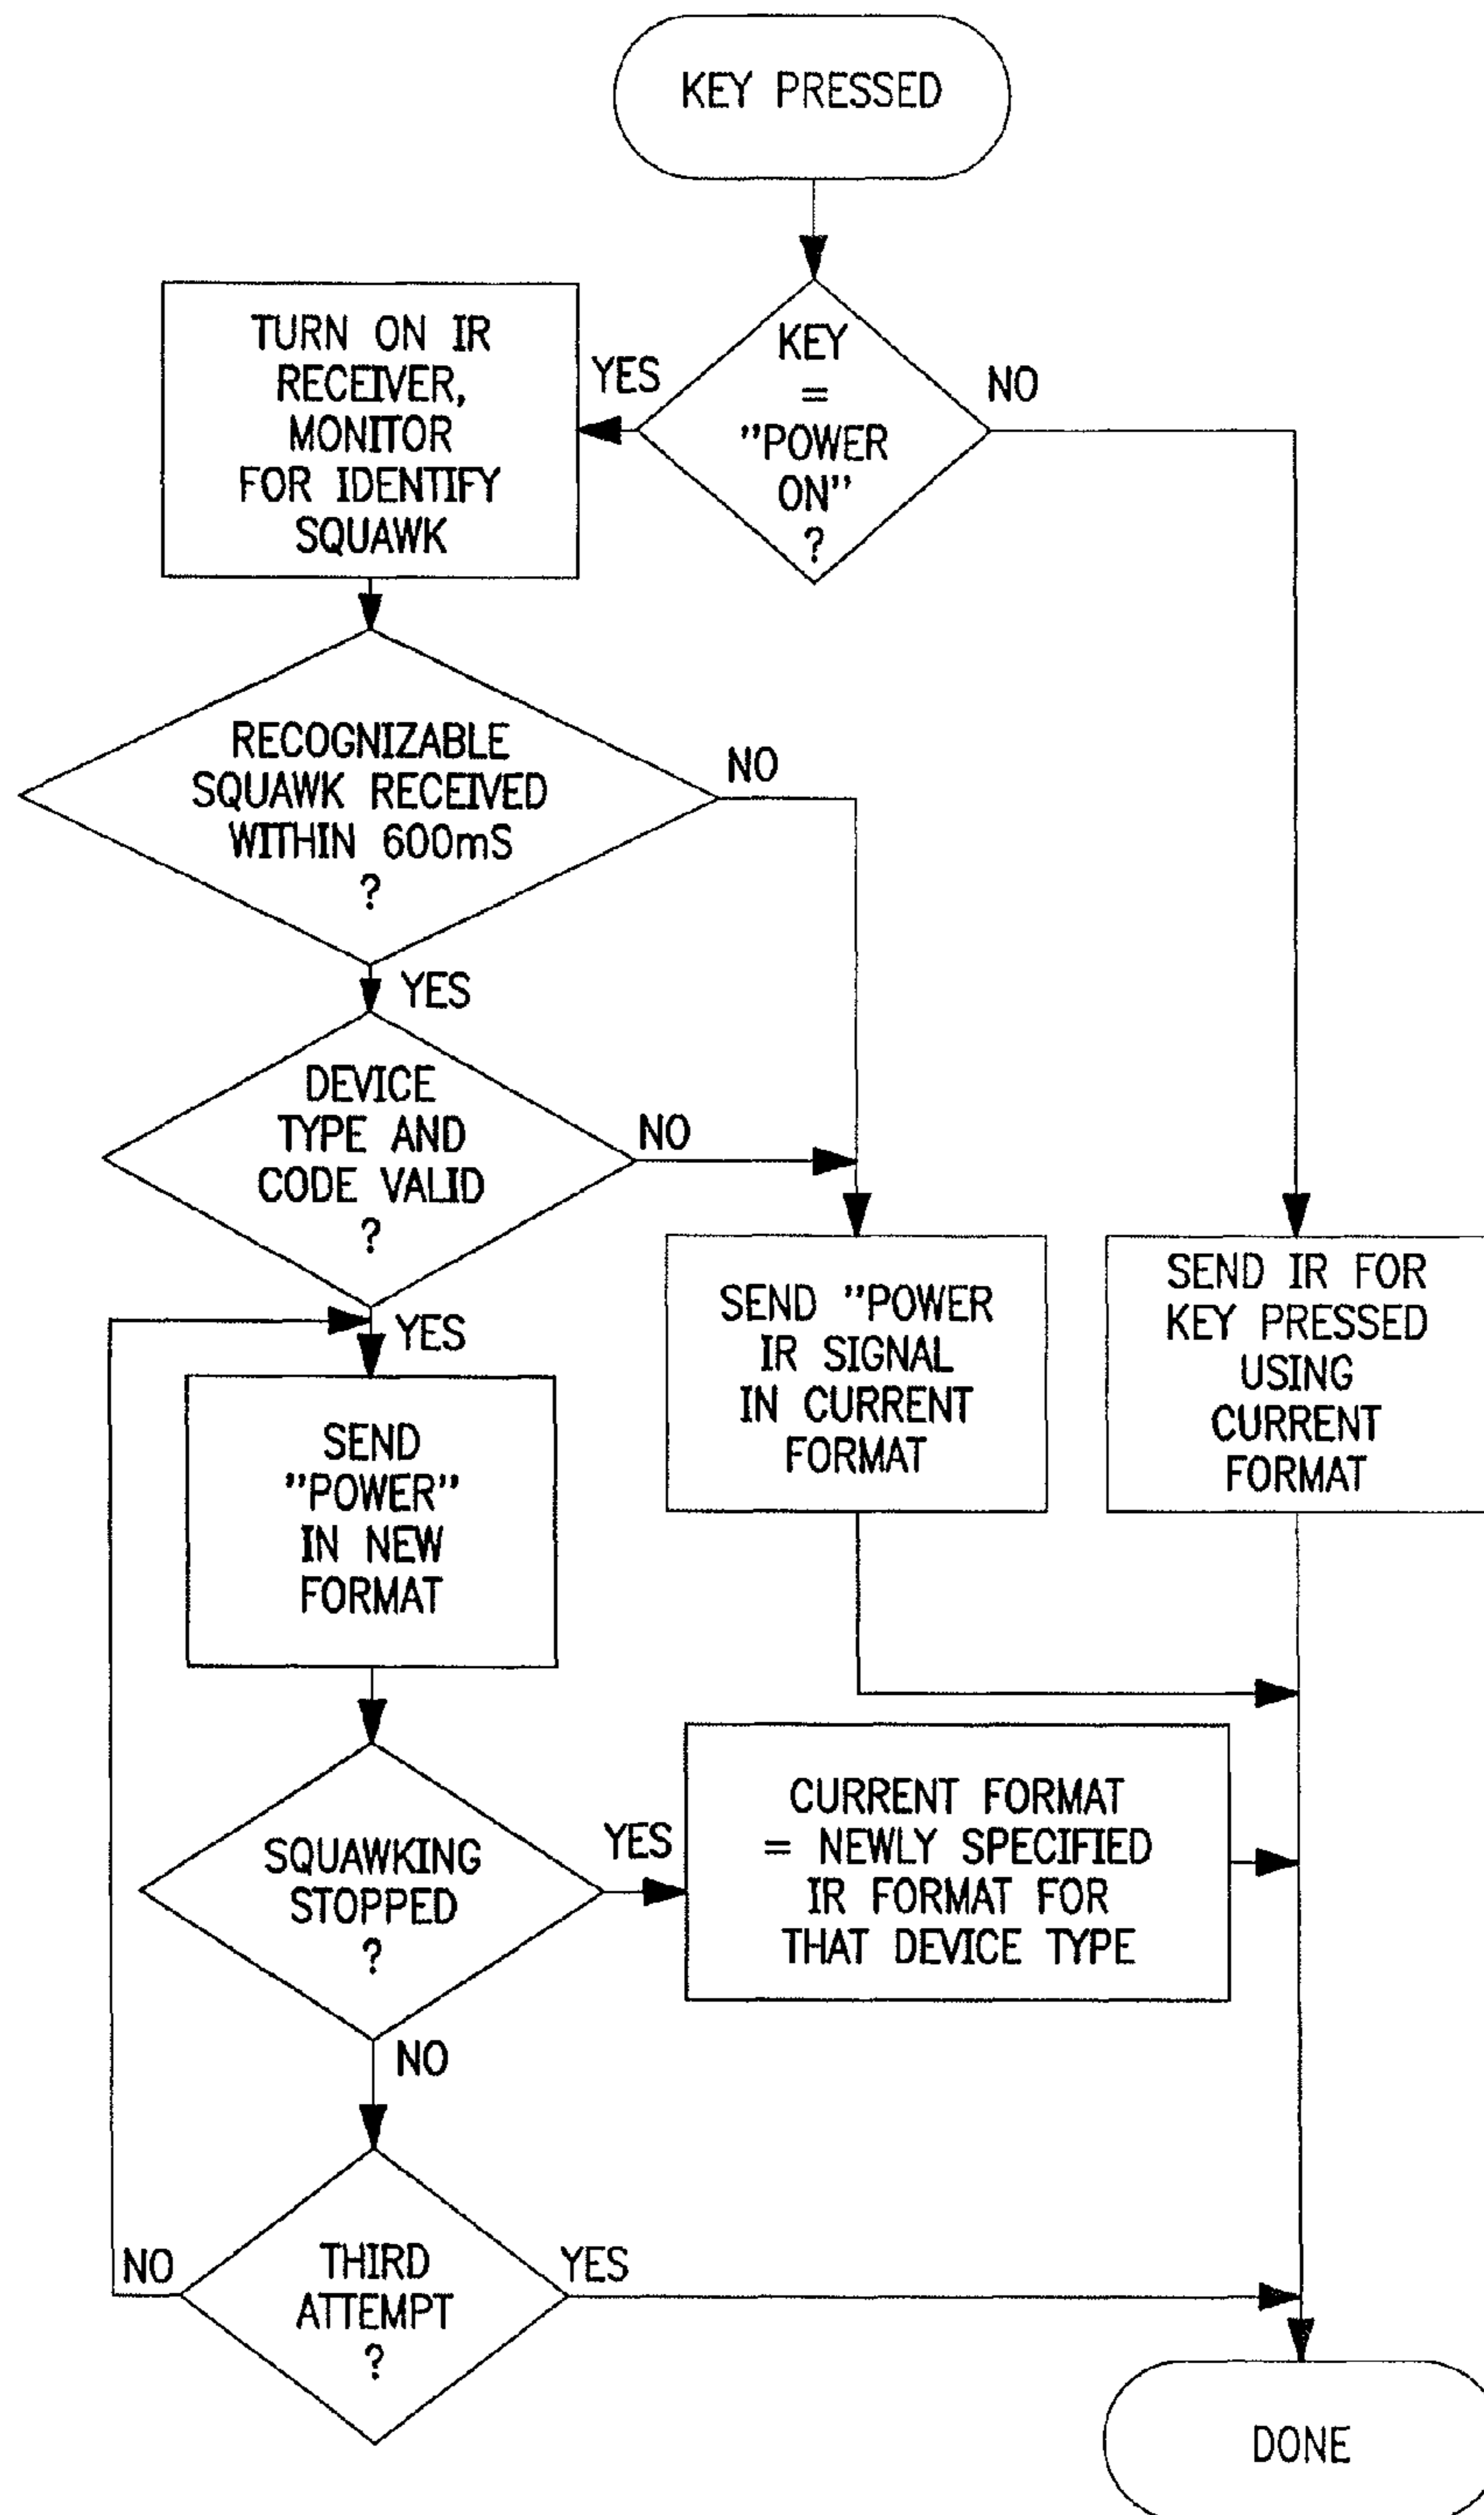 KEY PRESSED
KEY
=
"POWER
ON"
?
YES
NO
TURN ON IR
RECEIVER,
MONITOR
FOR IDENTIFY
SQUAWK
RECOGNIZABLE
SQUAWK RECEIVED
WITHIN 600mS
?
NO
YES
DEVICE
TYPE AND
CODE VALID
?
NO
YES
SEND "POWER
IR SIGNAL
IN CURRENT
FORMAT
SEND IR FOR
KEY PRESSED
USING
CURRENT
FORMAT
SEND
"POWER"
IN NEW
FORMAT
SQUAWKING
STOPPED
?
YES
NO
CURRENT FORMAT
= NEWLY SPECIFIED
IR FORMAT FOR
THAT DEVICE TYPE
THIRD
ATTEMPT
?
NO
YES
DONE